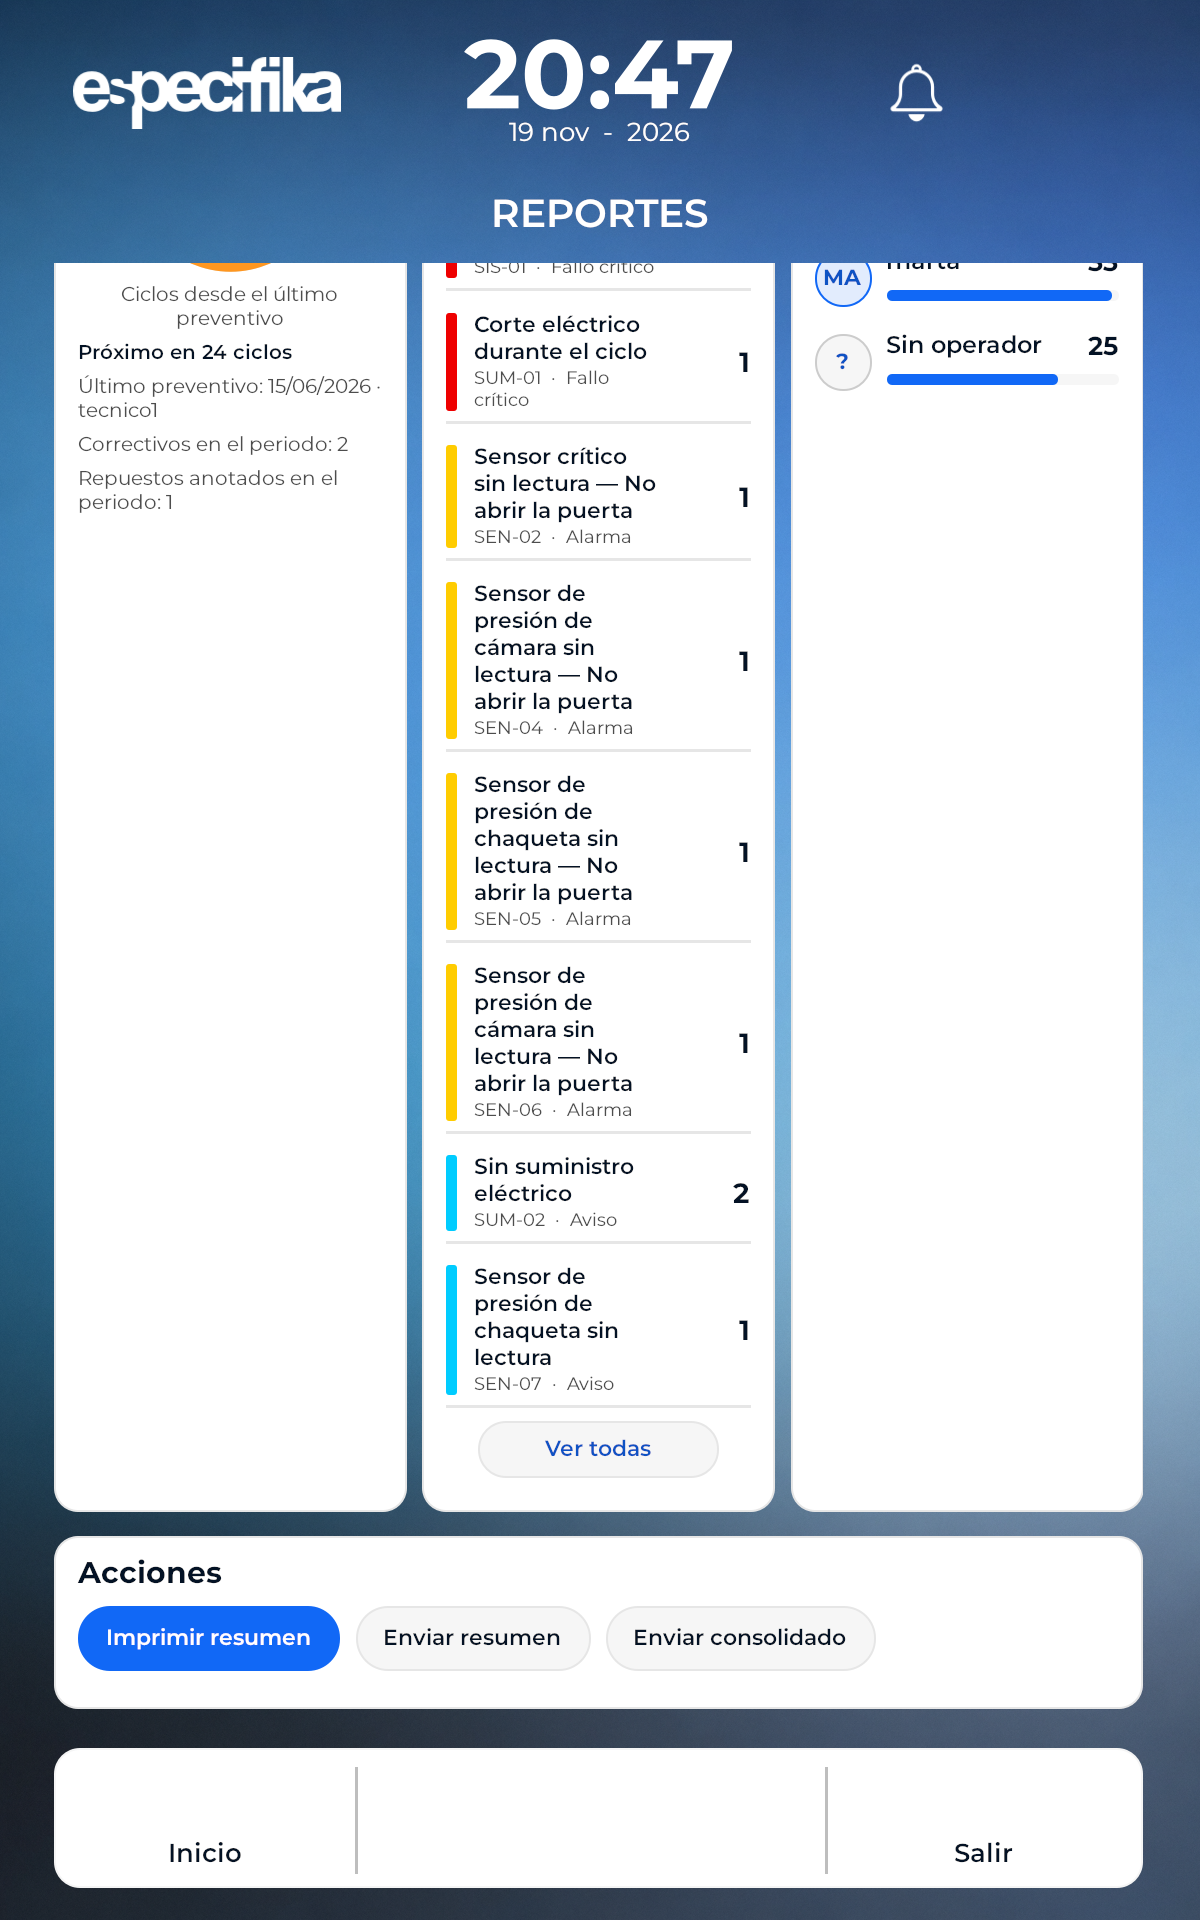 especifika
20:47
19 nov - 2026
REPORTES
Ciclos desde el último
preventivo
Próximo en 24 ciclos
Último preventivo: 15/06/2026 ·
tecnico1
Correctivos en el periodo: 2
Repuestos anotados en el
periodo: 1
SIS-01 · Fallo crítico
Corte eléctrico
durante el ciclo
SUM-01 · Fallo
crítico
1
Sensor crítico
sin lectura — No
abrir la puerta
SEN-02 · Alarma
1
Sensor de
presión de
cámara sin
lectura — No
abrir la puerta
SEN-04 · Alarma
1
Sensor de
presión de
chaqueta sin
lectura — No
abrir la puerta
SEN-05 · Alarma
1
Sensor de
presión de
cámara sin
lectura — No
abrir la puerta
SEN-06 · Alarma
1
Sin suministro
eléctrico
SUM-02 · Aviso
2
Sensor de
presión de
chaqueta sin
lectura
SEN-07 · Aviso
1
Ver todas
MA
marta
?
Sin operador
25
Acciones
Imprimir resumen
Enviar resumen
Enviar consolidado
Inicio
Salir